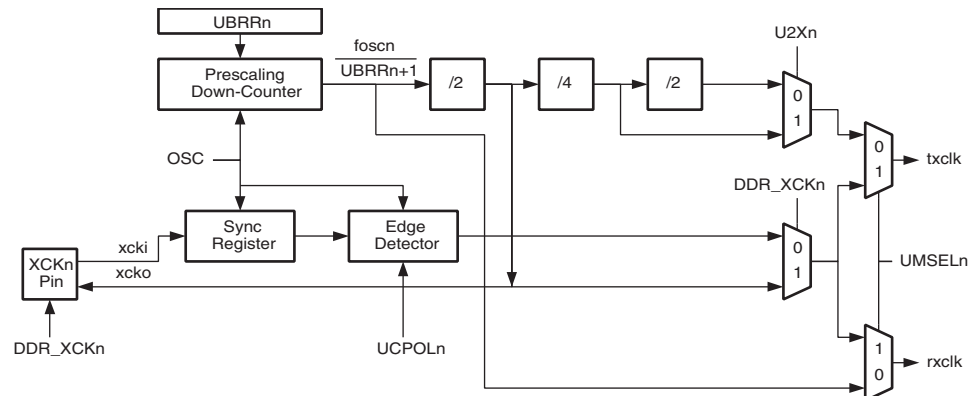 UBRRn
foscn
U2Xn
Prescaling
Down-Counter
UBRRn+1
/2
/4
/2
0
1
OSC
0
1
txclk
DDR_XCKn
Sync
Register
Edge
Detector
xcki
XCKn
Pin
xcko
0
1
UMSELn
DDR_XCKn
UCPOLn
1
0
rxclk